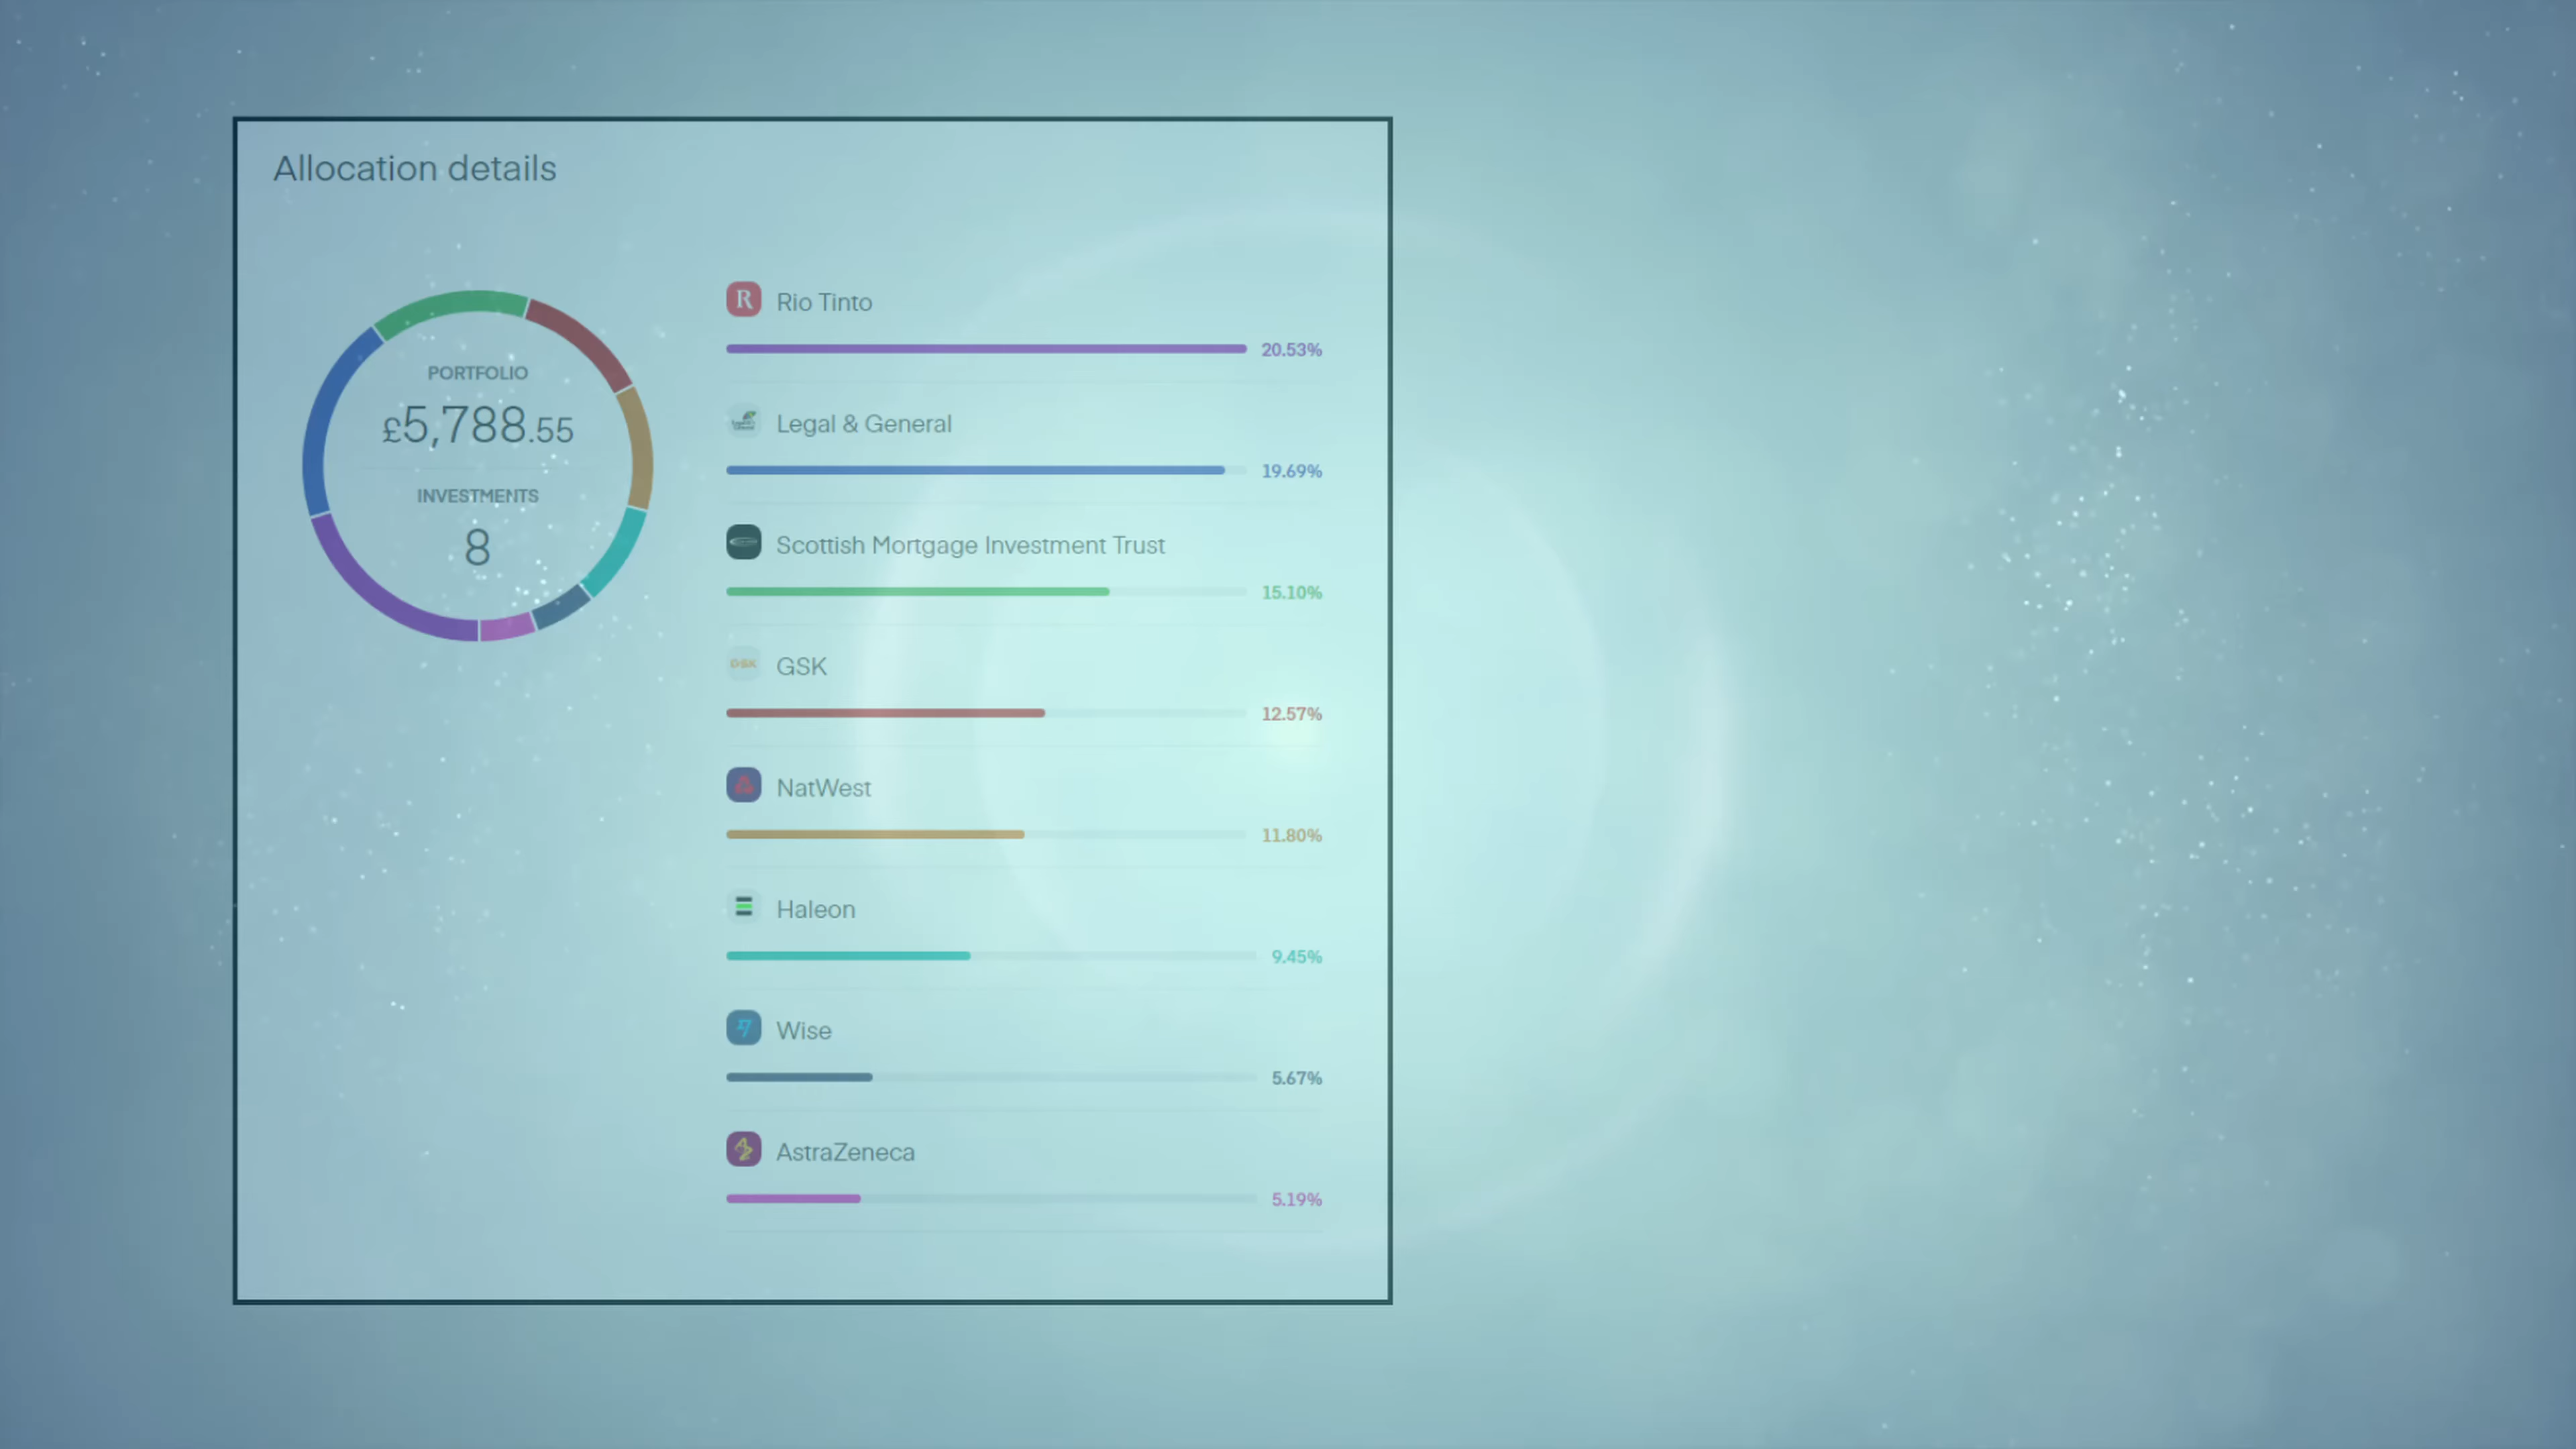 Allocation details
PORTFOLIO
£5,788.55
INVESTMENTS
8
R Rio Tinto
20.53%
Legal & General
19.69%
Scottish Mortgage Investment Trust
15.10%
GSK GSK
12.57%
NatWest
11.80%
Haleon
9.45%
Wise
5.67%
AstraZeneca
5.19%